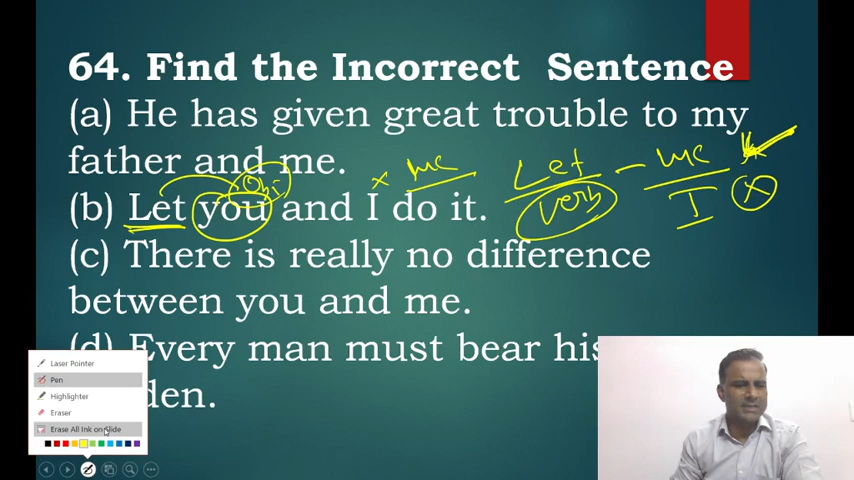 64. Find the Incorrect Sentence
(a) He has given great trouble to my
father and me.
me
Let - me
Obj
(b) Let you and I do it.
verb
I
(c) There is really no difference
between you and me.
(d) Every man must bear his
den.
Laser Pointer
Pen
Highlighter
Eraser
Erase All Ink on Slide